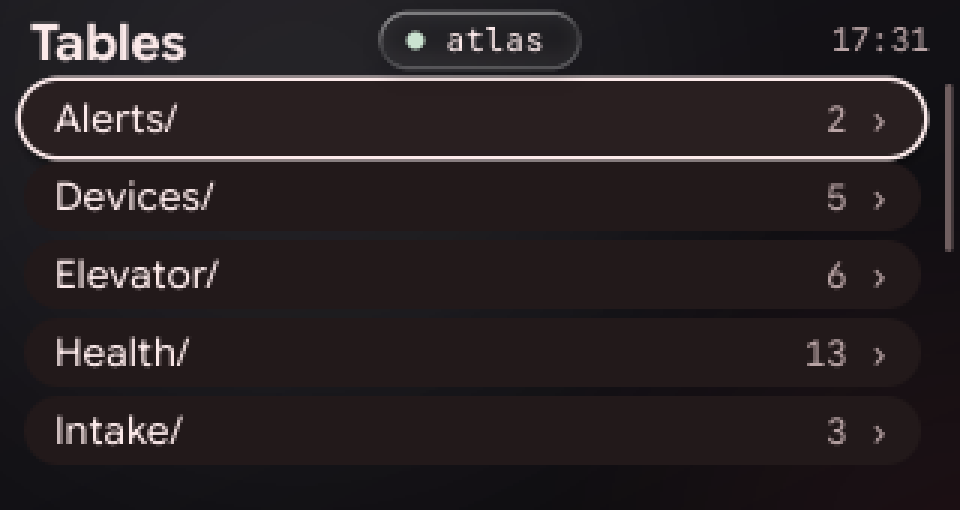 Tables atlas 17:31
Alerts/ 2 ›
Devices/ 5 ›
Elevator/ 6 ›
Health/ 13 ›
Intake/ 3 ›